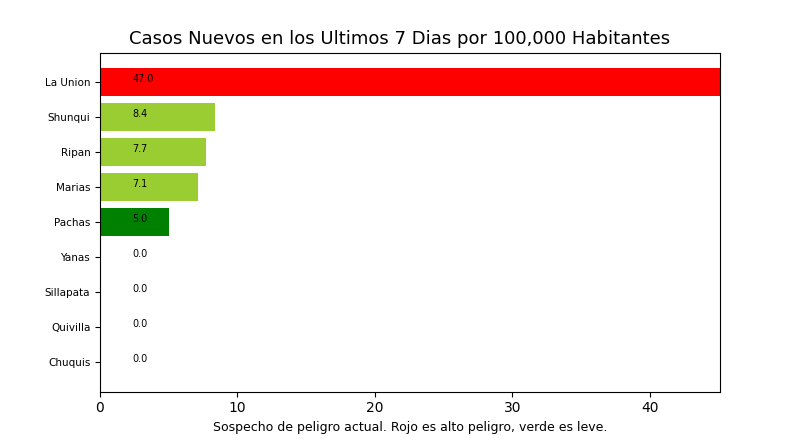 Casos Nuevos en los Ultimos 7 Dias por 100,000 Habitantes
La Union 47.0
Shunqui 8.4
Ripan 7.7
Marias 7.1
Pachas 5.0
Yanas 0.0
Sillapata 0.0
Quivilla 0.0
Chuquis 0.0
0 10 20 30 40
Sospecho de peligro actual. Rojo es alto peligro, verde es leve.